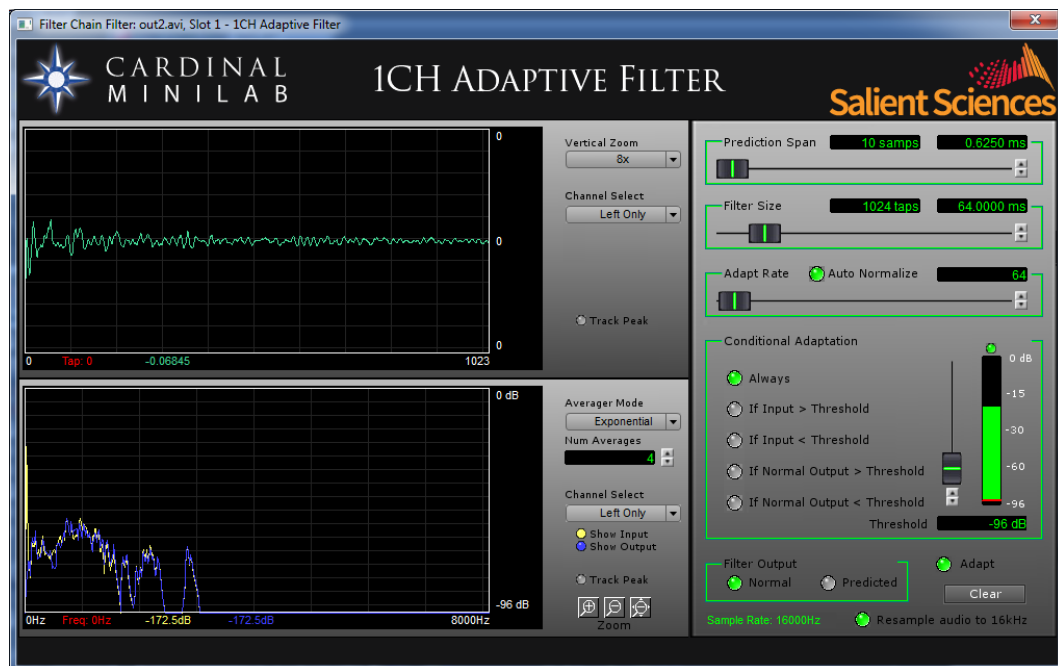 Filter Chain Filter: out2.avi, Slot 1 - 1CH Adaptive Filter
CARDINAL
MINILAB
1CH ADAPTIVE FILTER
Salient Sciences
0
0
0
0
Tap: 0
-0.06845
1023
Vertical Zoom
8x
Channel Select
Left Only
Track Peak
0 dB
-96 dB
0Hz
Freq: 0Hz
-172.5dB
-172.5dB
8000Hz
Averager Mode
Exponential
Num Averages
4
Channel Select
Left Only
Show Input
Show Output
Track Peak
Zoom
Prediction Span
10 samps
0.6250 ms
Filter Size
1024 taps
64.0000 ms
Adapt Rate
Auto Normalize
64
Conditional Adaptation
Always
If Input > Threshold
If Input < Threshold
If Normal Output > Threshold
If Normal Output < Threshold
0 dB
-15
-30
-60
-96
Threshold
-96 dB
Filter Output
Normal
Predicted
Adapt
Clear
Sample Rate: 16000Hz
Resample audio to 16kHz